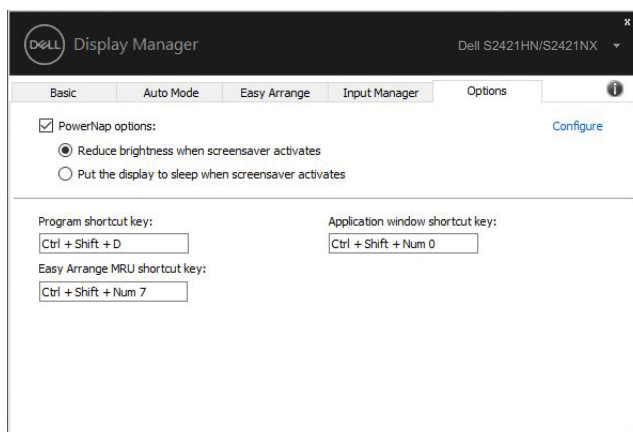 x
DELL Display Manager
Dell S2421HN/S2421NX
Basic Auto Mode Easy Arrange Input Manager Options i
PowerNap options: Configure
Reduce brightness when screensaver activates
Put the display to sleep when screensaver activates
Program shortcut key: Application window shortcut key:
Ctrl + Shift + D Ctrl + Shift + Num 0
Easy Arrange MRU shortcut key:
Ctrl + Shift + Num 7